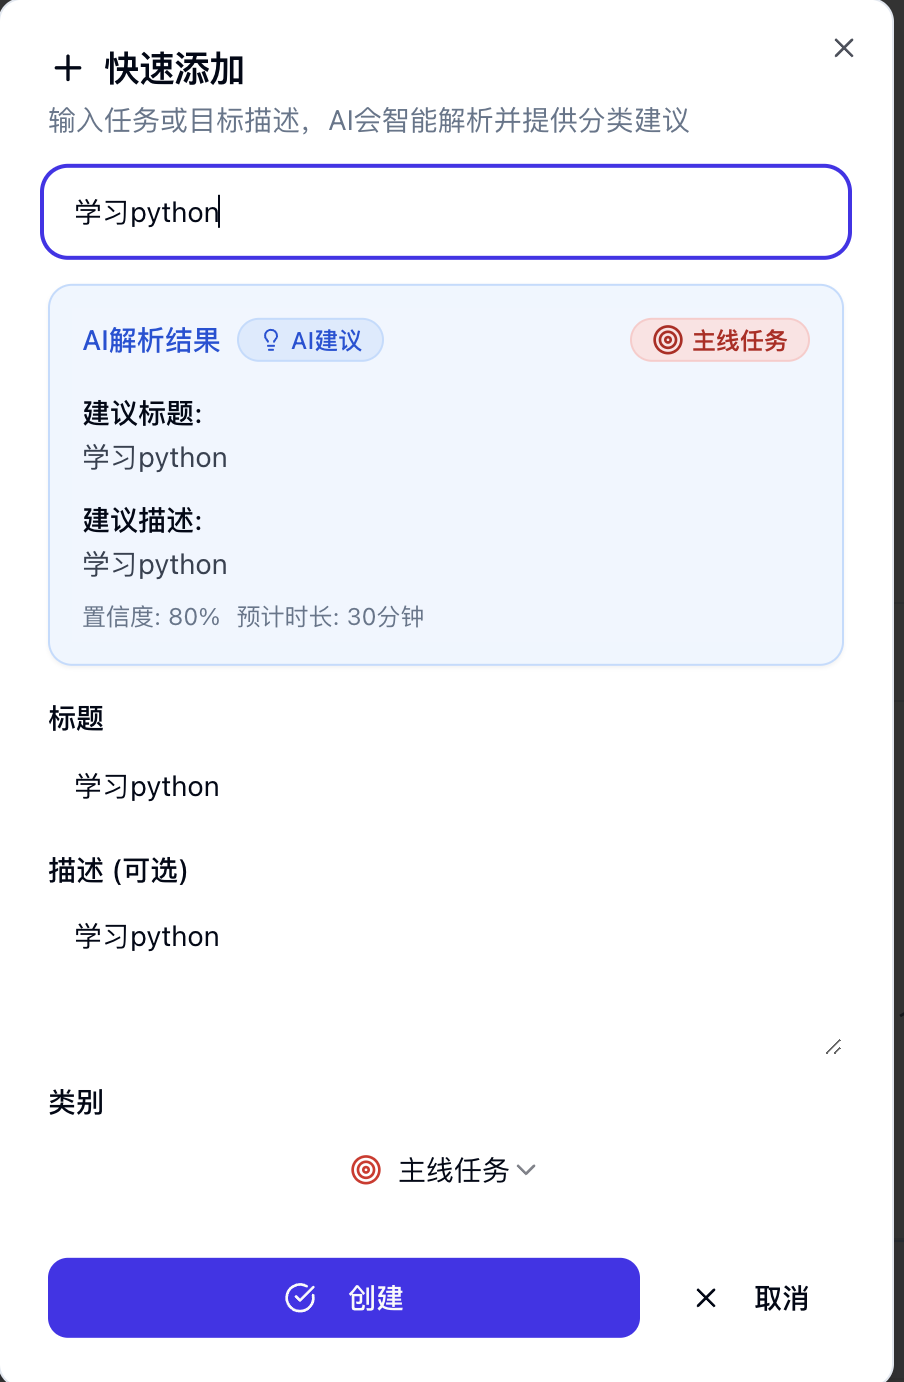 快速添加
输入任务或目标描述，AI会智能解析并提供分类建议
学习python
AI解析结果 AI建议 主线任务
建议标题:
学习python
建议描述:
学习python
置信度: 80% 预计时长: 30分钟
标题
学习python
描述 (可选)
学习python
类别
主线任务
创建 取消